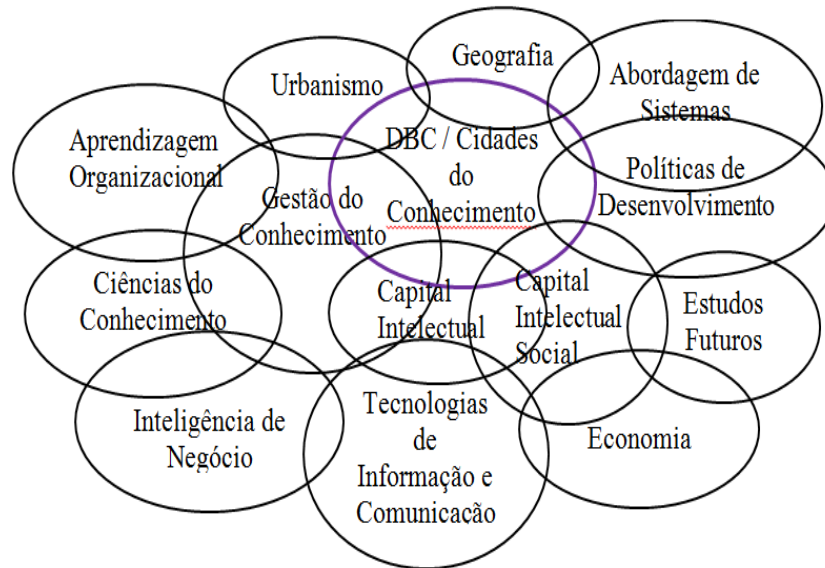 Geografia
Urbanismo
Abordagem de
Sistemas
Aprendizagem
Organizacional
DBC / Cidades
do
Conhecimento
Políticas de
Desenvolvimento
Gestão do
Conhecimento
Ciências do
Conhecimento
Capital
Intelectual
Capital
Intelectual
Social
Estudos
Futuros
Inteligência de
Negócio
Tecnologias
de
Informação e
Comunicacão
Economia